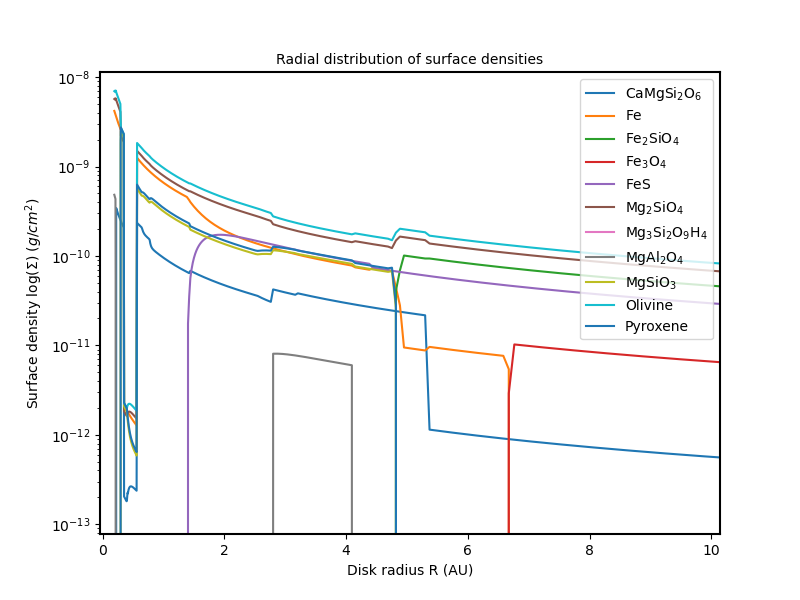 Radial distribution of surface densities
Surface density log(Σ) (g/cm²)
10⁻⁸
10⁻⁹
10⁻¹⁰
10⁻¹¹
10⁻¹²
10⁻¹³
CaMgSi₂O₆
Fe
Fe₂SiO₄
Fe₃O₄
FeS
Mg₂SiO₄
Mg₃Si₂O₉H₄
MgAl₂O₄
MgSiO₃
Olivine
Pyroxene
0 2 4 6 8 10
Disk radius R (AU)